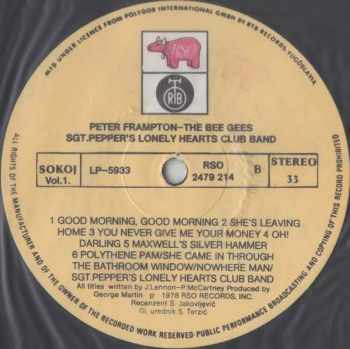 MFD UNDER LICENCE FROM POLYDOR INTERNATIONAL GMBH BY RTB RECORDS, YUGOSLAVIA
RTB
PETER FRAMPTON-THE BEE GEES
SGT.PEPPER'S LONELY HEARTS CLUB BAND
SOKOJ
Vol.1.
LP-5933
RSO
2479 214
B
STEREO
33
1 GOOD MORNING, GOOD MORNING 2 SHE'S LEAVING
HOME 3 YOU NEVER GIVE ME YOUR MONEY 4 OH!
DARLING 5 MAXWELL'S SILVER HAMMER
6 POLYTHENE PAM/SHE CAME IN THROUGH
THE BATHROOM WINDOW/NOWHERE MAN/
SGT.PEPPER'S LONELY HEARTS CLUB BAND
All titles written by J.Lennon-P.McCartney Produced by
George Martin p 1978 RSO RECORDS, INC.
Recenzent S. Jakovljević
Gl. urednik S. Terzić
ALL RIGHTS OF THE MANUFACTURER AND OF THE OWNER OF THE RECORDED WORK RESERVED PUBLIC PERFORMANCE BROADCASTING AND COPYING OF THIS RECORD PROHIBITED